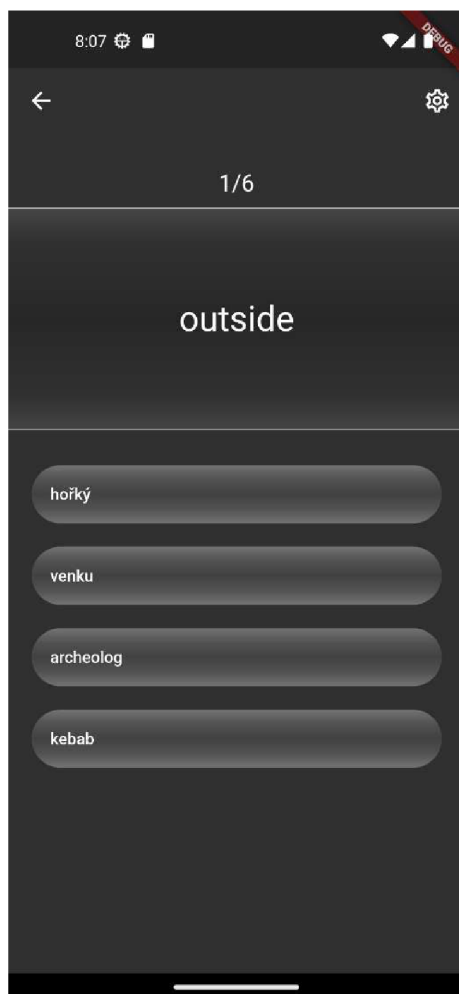 8:07
DEBUG
1/6
outside
hořký
venku
archeolog
kebab